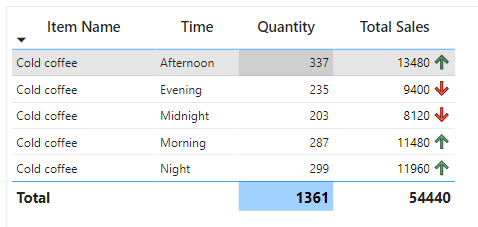 Item Name Time Quantity Total Sales
Cold coffee Afternoon 337 13480
Cold coffee Evening 235 9400
Cold coffee Midnight 203 8120
Cold coffee Morning 287 11480
Cold coffee Night 299 11960
Total 1361 54440